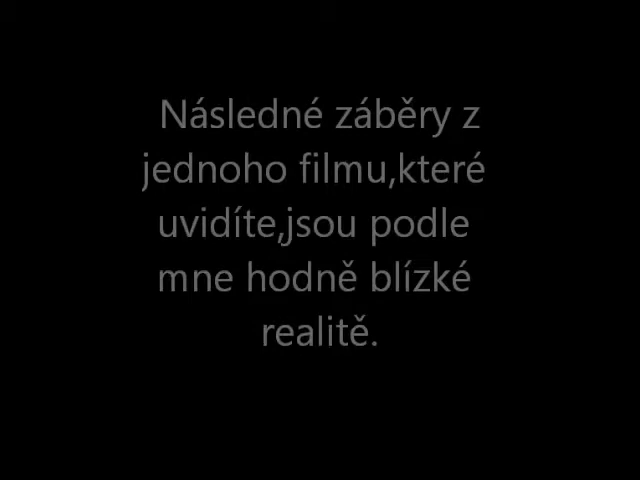 Následné záběry z
jednoho filmu,které
uvidíte,jsou podle
mne hodně blízké
realitě.